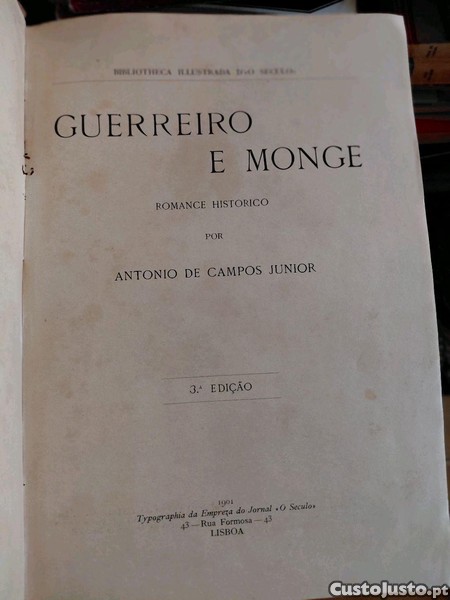 BIBLIOTHECA ILLUSTRADA D'«O SECULO»
GUERREIRO
E MONGE
ROMANCE HISTORICO
POR
ANTONIO DE CAMPOS JUNIOR
3.ª EDIÇÃO
1901
Typographia da Empreza do Jornal «O Seculo»
43—Rua Formosa—43
LISBOA
CustoJusto.pt